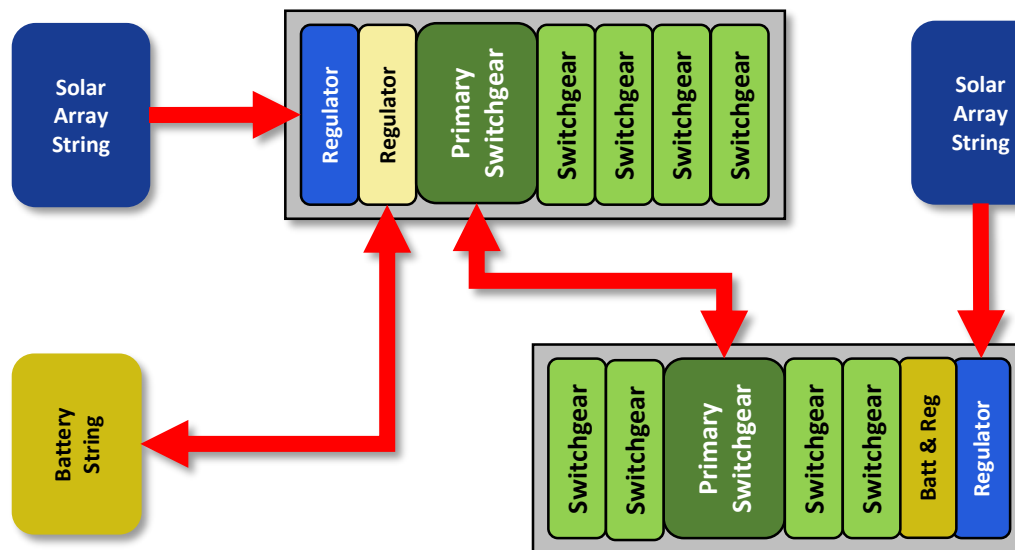 Solar
Array
String
Regulator
Regulator
Primary
Switchgear
Switchgear
Switchgear
Switchgear
Switchgear
Solar
Array
String
Battery
String
Switchgear
Switchgear
Primary
Switchgear
Switchgear
Switchgear
Batt & Reg
Regulator